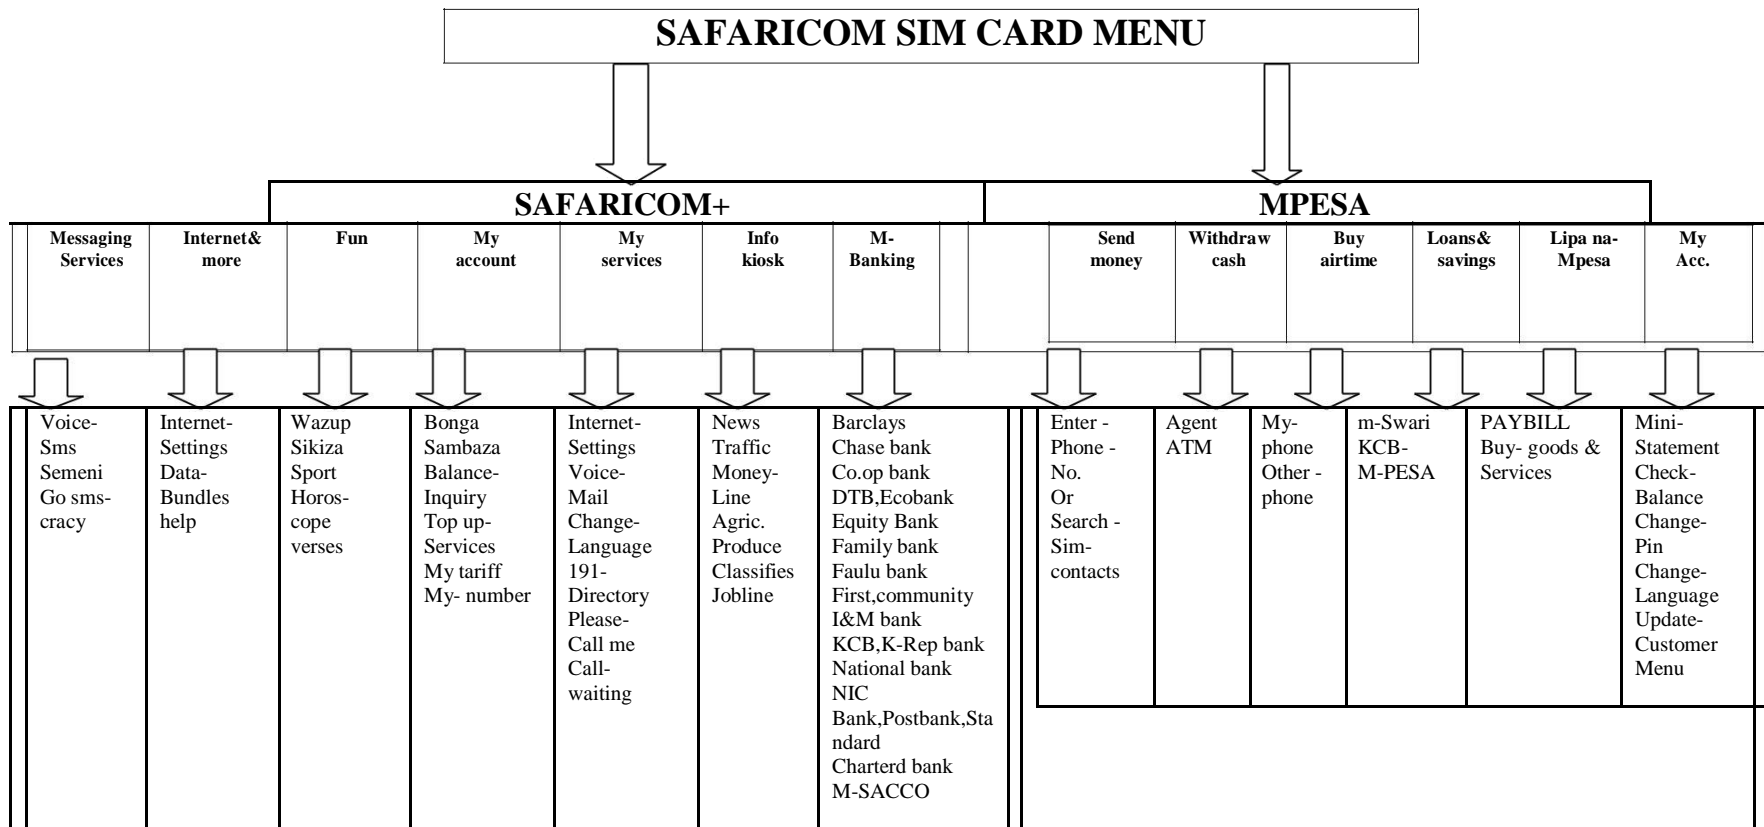 SAFARICOM SIM CARD MENU
SAFARICOM+
MPESA
Messaging
Services
Internet&
more
Fun
My
account
My
services
Info
kiosk
M-
Banking
Send
money
Withdraw
cash
Buy
airtime
Loans&
savings
Lipa na-
Mpesa
My
Acc.
Voice-
Sms
Semeni
Go sms-
cracy
Internet-
Settings
Data-
Bundles
help
Wazup
Sikiza
Sport
Horos-
cope
verses
Bonga
Sambaza
Balance-
Inquiry
Top up-
Services
My tariff
My- number
Internet-
Settings
Voice-
Mail
Change-
Language
191-
Directory
Please-
Call me
Call-
waiting
News
Traffic
Money-
Line
Agric.
Produce
Classifies
Jobline
Barclays
Chase bank
Co.op bank
DTB,Ecobank
Equity Bank
Family bank
Faulu bank
First,community
I&M bank
KCB,K-Rep bank
National bank
NIC
Bank,Postbank,Sta
ndard
Charterd bank
M-SACCO
Enter -
Phone -
No.
Or
Search -
Sim-
contacts
Agent
ATM
My-
phone
Other -
phone
m-Swari
KCB-
M-PESA
PAYBILL
Buy- goods &
Services
Mini-
Statement
Check-
Balance
Change-
Pin
Change-
Language
Update-
Customer
Menu